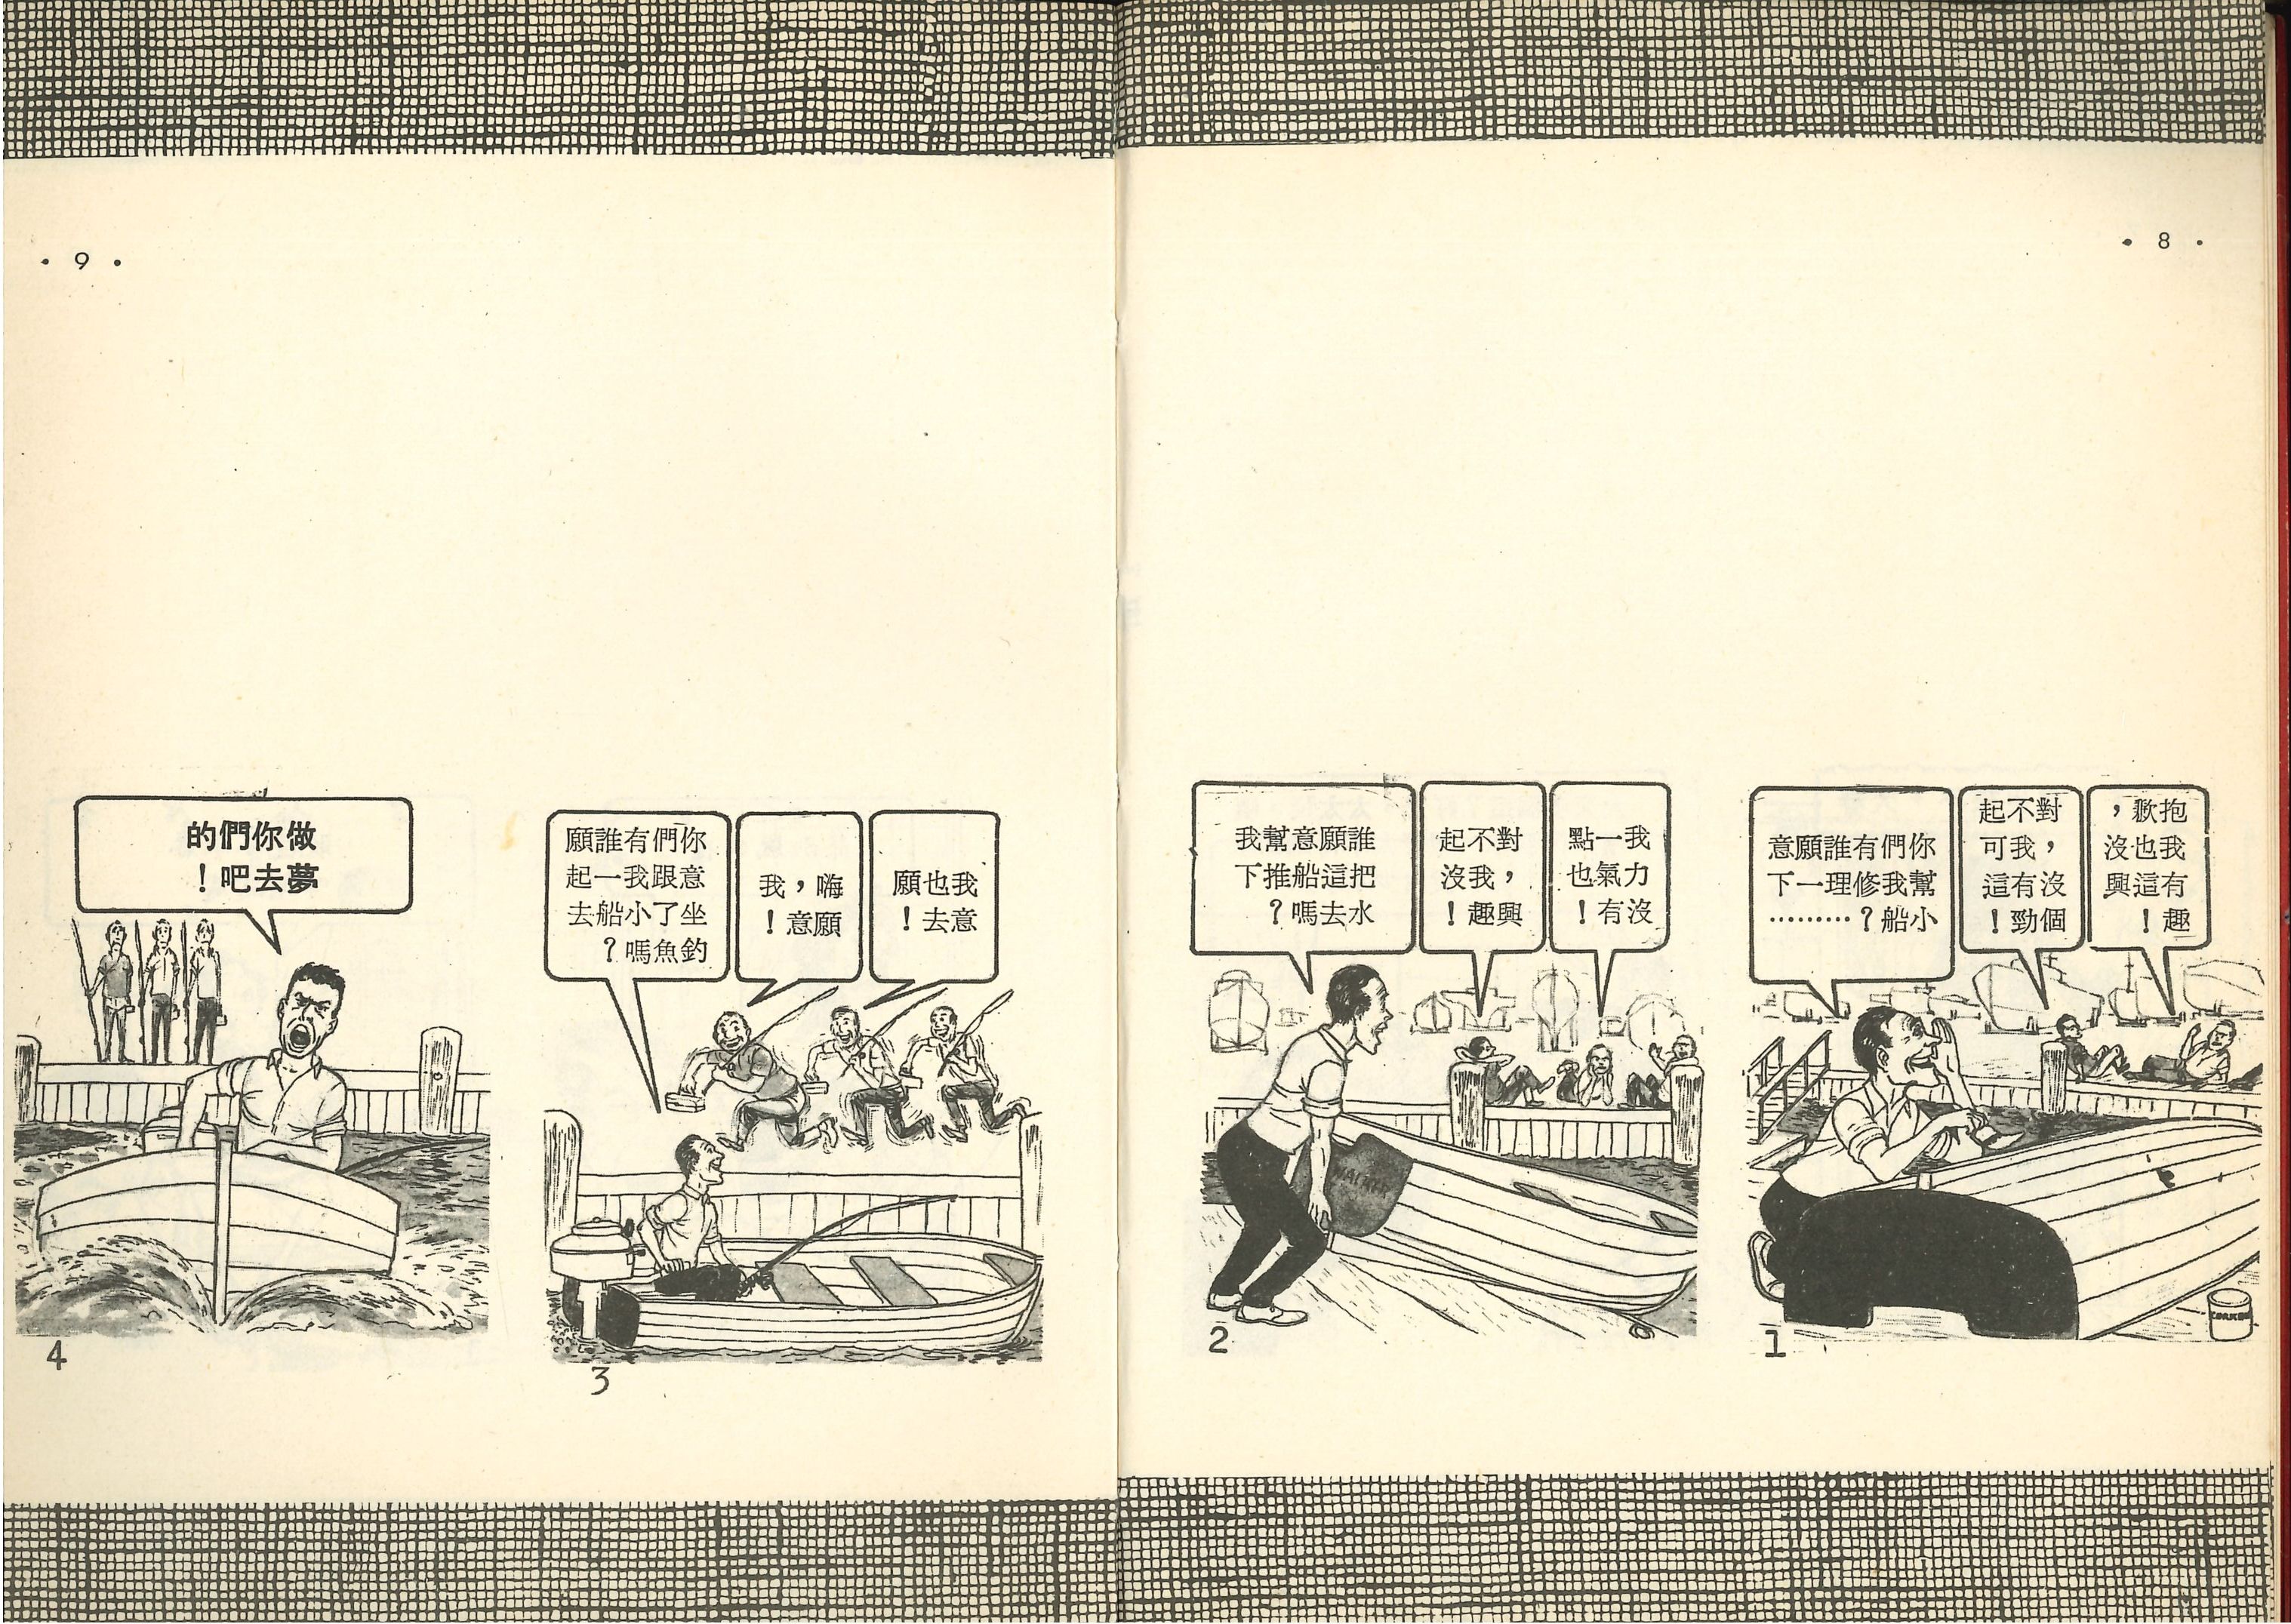 • 8 •
你們有誰願意
幫我修理一下
小船？………
對不起
，我可
沒有這
個勁！
抱歉，
我也沒
有這興
趣！
1
誰願意幫我
把這船推下
水去嗎？
對不起
，我沒
興趣！
我一點
力氣也
沒有！
2
• 9 •
你們有誰願
意跟我一起
坐了小船去
釣魚嗎？
嗨，我
願意！
我也願
意去！
3
做你們的
夢去吧！
4